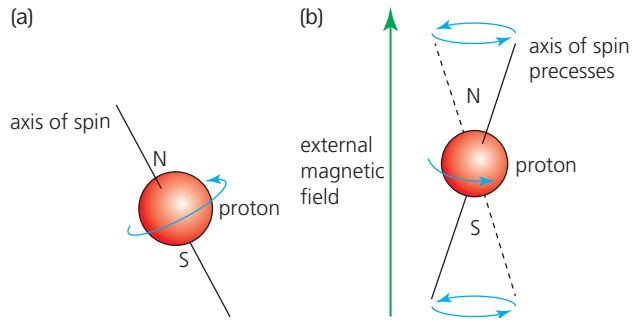 (a)
axis of spin
N
proton
S
(b)
axis of spin
precesses
N
external
magnetic
field
proton
S